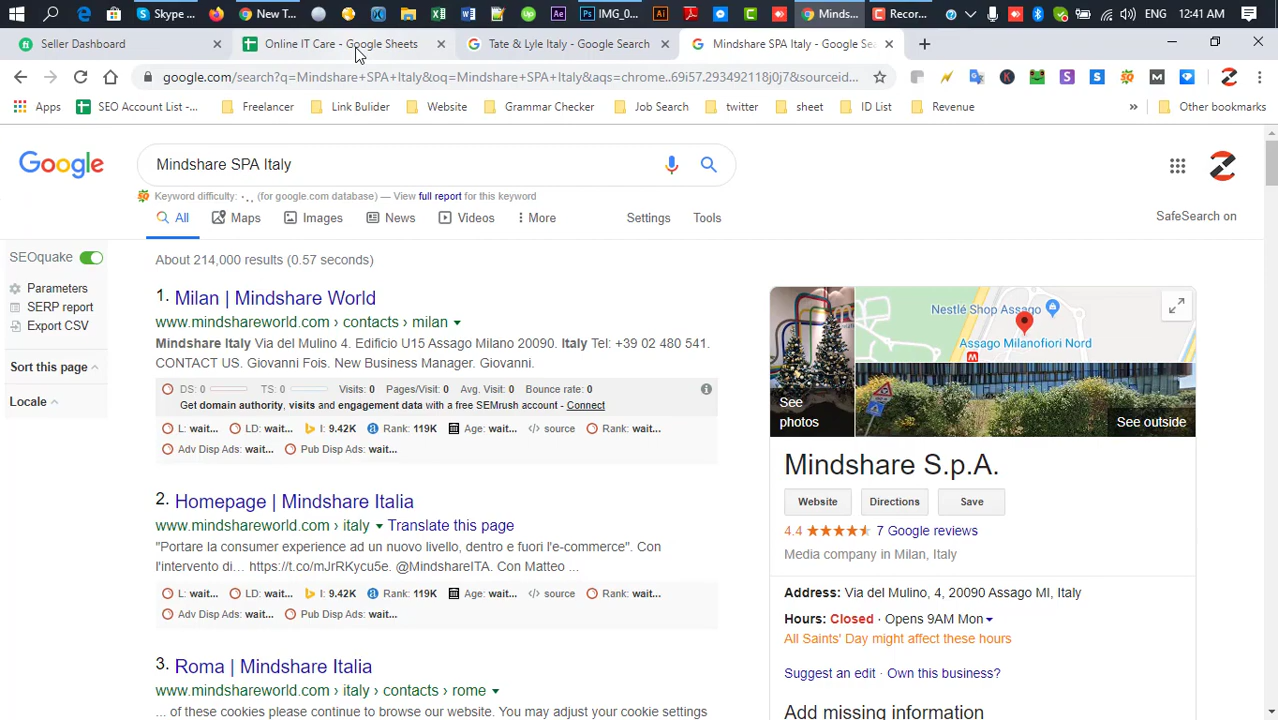 Skype ...
New T...
IMG_0...
Minds...
Recor...
ENG
12:41 AM
Seller Dashboard
Online IT Care - Google Sheets
Tate & Lyle Italy - Google Search
Mindshare SPA Italy - Google Sea
google.com/search?q=Mindshare+SPA+Italy&oq=Mindshare+SPA+Italy&aqs=chrome..69i57.293492118j0j7&sourceid...
Apps
SEO Account List -...
Freelancer
Link Bulider
Website
Grammar Checker
Job Search
twitter
sheet
ID List
Revenue
Other bookmarks
Google
Mindshare SPA Italy
Keyword difficulty: ... (for google.com database) — View full report for this keyword
All
Maps
Images
News
Videos
More
Settings
Tools
SafeSearch on
SEOquake
Parameters
SERP report
Export CSV
Sort this page
Locale
About 214,000 results (0.57 seconds)
1. Milan | Mindshare World
www.mindshareworld.com › contacts › milan
Mindshare Italy Via del Mulino 4. Edificio U15 Assago Milano 20090. Italy Tel: +39 02 480 541.
CONTACT US. Giovanni Fois. New Business Manager. Giovanni.
DS: 0 TS: 0 Visits: 0 Pages/Visit: 0 Avg. Visit: 0 Bounce rate: 0
Get domain authority, visits and engagement data with a free SEMrush account - Connect
L: wait... LD: wait... I: 9.42K Rank: 119K Age: wait... </> source Rank: wait...
Adv Disp Ads: wait... Pub Disp Ads: wait...
2. Homepage | Mindshare Italia
www.mindshareworld.com › italy Translate this page
"Portare la consumer experience ad un nuovo livello, dentro e fuori l'e-commerce". Con
l'intervento di... https://t.co/mJrRKycu5e. @MindshareITA. Con Matteo ...
L: wait... LD: wait... I: 9.42K Rank: 119K Age: wait... </> source Rank: wait...
Adv Disp Ads: wait... Pub Disp Ads: wait...
3. Roma | Mindshare Italia
www.mindshareworld.com › italy › contacts › rome
... of these cookies please continue to browse our website. You may adjust your cookie settings
See
photos
Nestlé Shop Assago
Assago Milanofiori Nord
See outside
Mindshare S.p.A.
Website
Directions
Save
4.4 7 Google reviews
Media company in Milan, Italy
Address: Via del Mulino, 4, 20090 Assago MI, Italy
Hours: Closed · Opens 9AM Mon
All Saints' Day might affect these hours
Suggest an edit · Own this business?
Add missing information